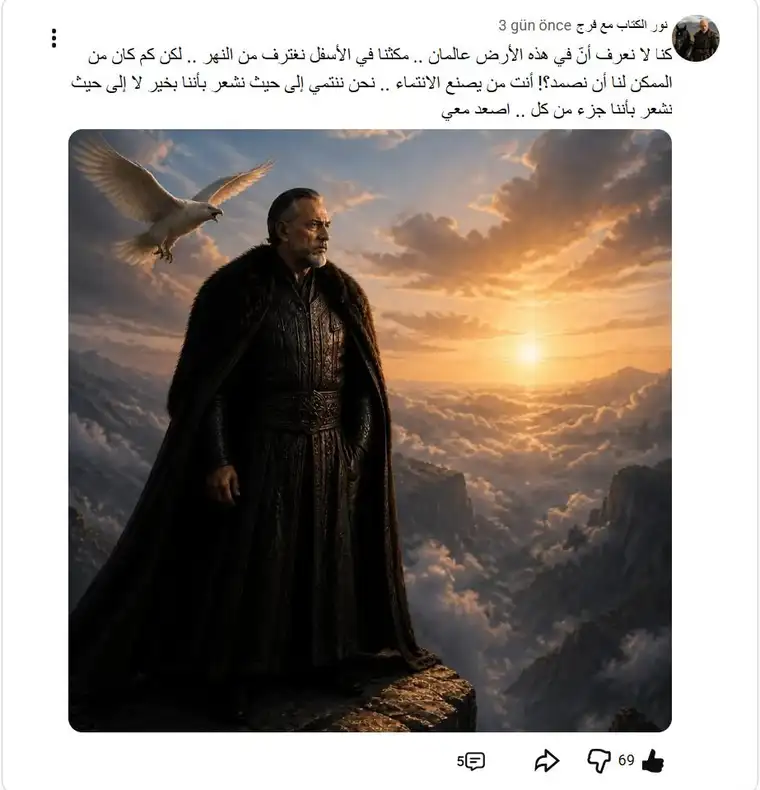 نور الكتاب مع فرج 3 gün önce
كنا لا نعرف أنّ في هذه الأرض عالمان .. مكثنا في الأسفل نغترف من النهر .. لكن كم كان من
الممكن لنا أن نصمد؟! أنت من يصنع الانتماء .. نحن ننتمي إلى حيث نشعر بأننا بخير لا إلى حيث
نشعر بأننا جزء من كل .. اصعد معي
5 69